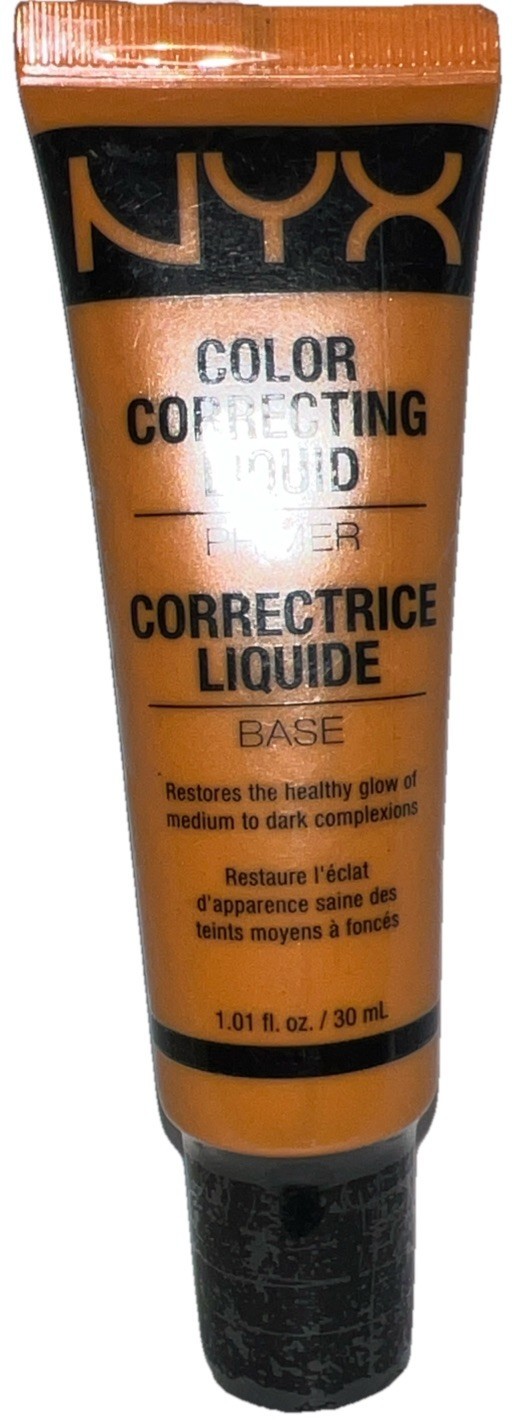 NYX
COLOR
CORRECTING
LIQUID
PRIMER
CORRECTRICE
LIQUIDE
BASE
Restores the healthy glow of
medium to dark complexions
Restaure l'éclat
d'apparence saine des
teints moyens à foncés
1.01 fl. oz. / 30 mL